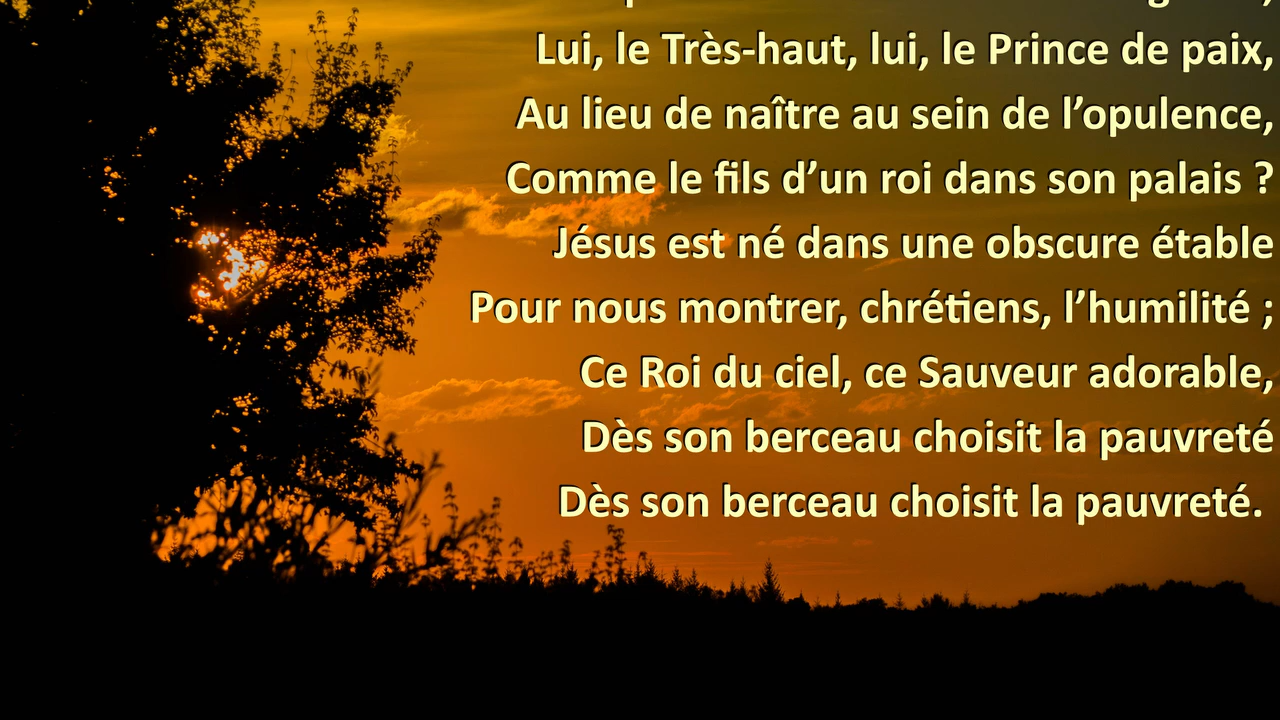 Lui, le Très-haut, lui, le Prince de paix,
Au lieu de naître au sein de l’opulence,
Comme le fils d’un roi dans son palais ?
Jésus est né dans une obscure étable
Pour nous montrer, chrétiens, l’humilité ;
Ce Roi du ciel, ce Sauveur adorable,
Dès son berceau choisit la pauvreté
Dès son berceau choisit la pauvreté.